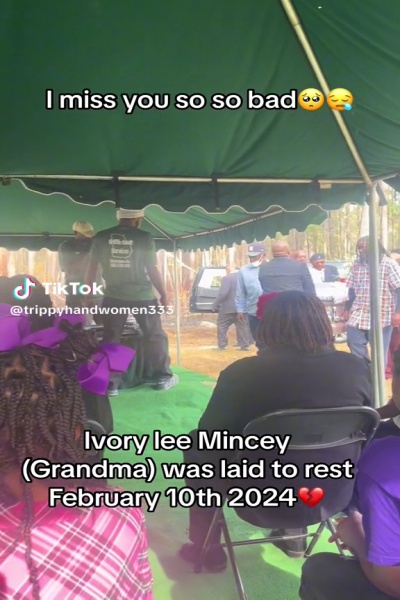 I miss you so so bad🥺😪
TikTok
@trippyhandwomen333
Ivory lee Mincey
(Grandma) was laid to rest
February 10th 2024💔